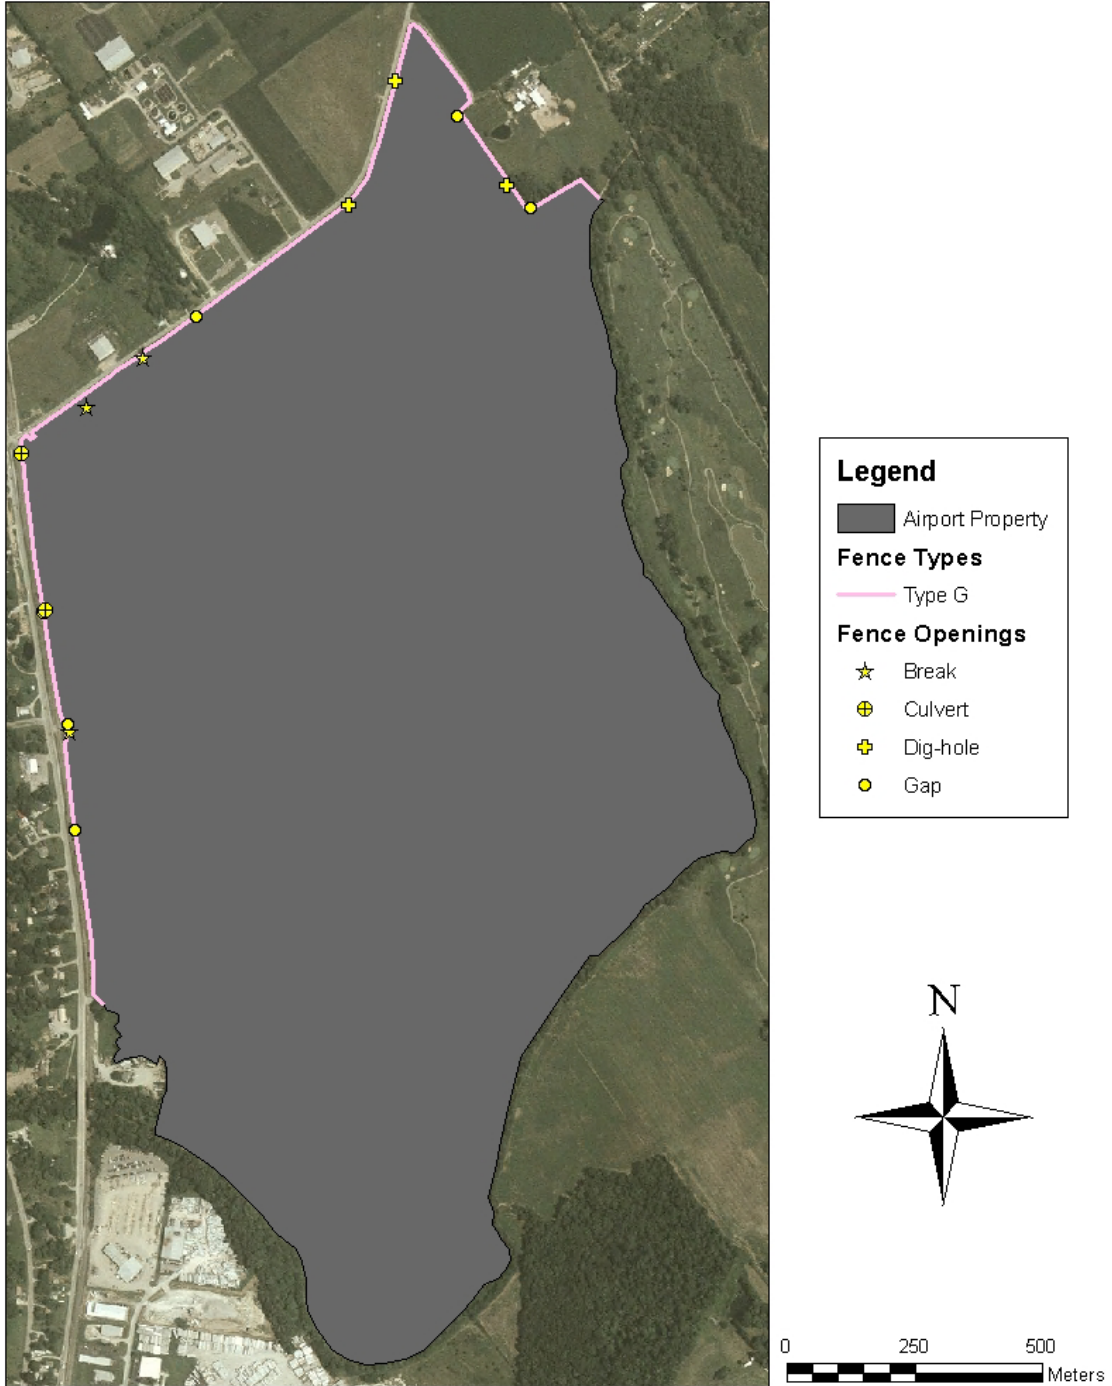 Legend
Airport Property
Fence Types
Type G
Fence Openings
Break
Culvert
Dig-hole
Gap
N
0 250 500
Meters